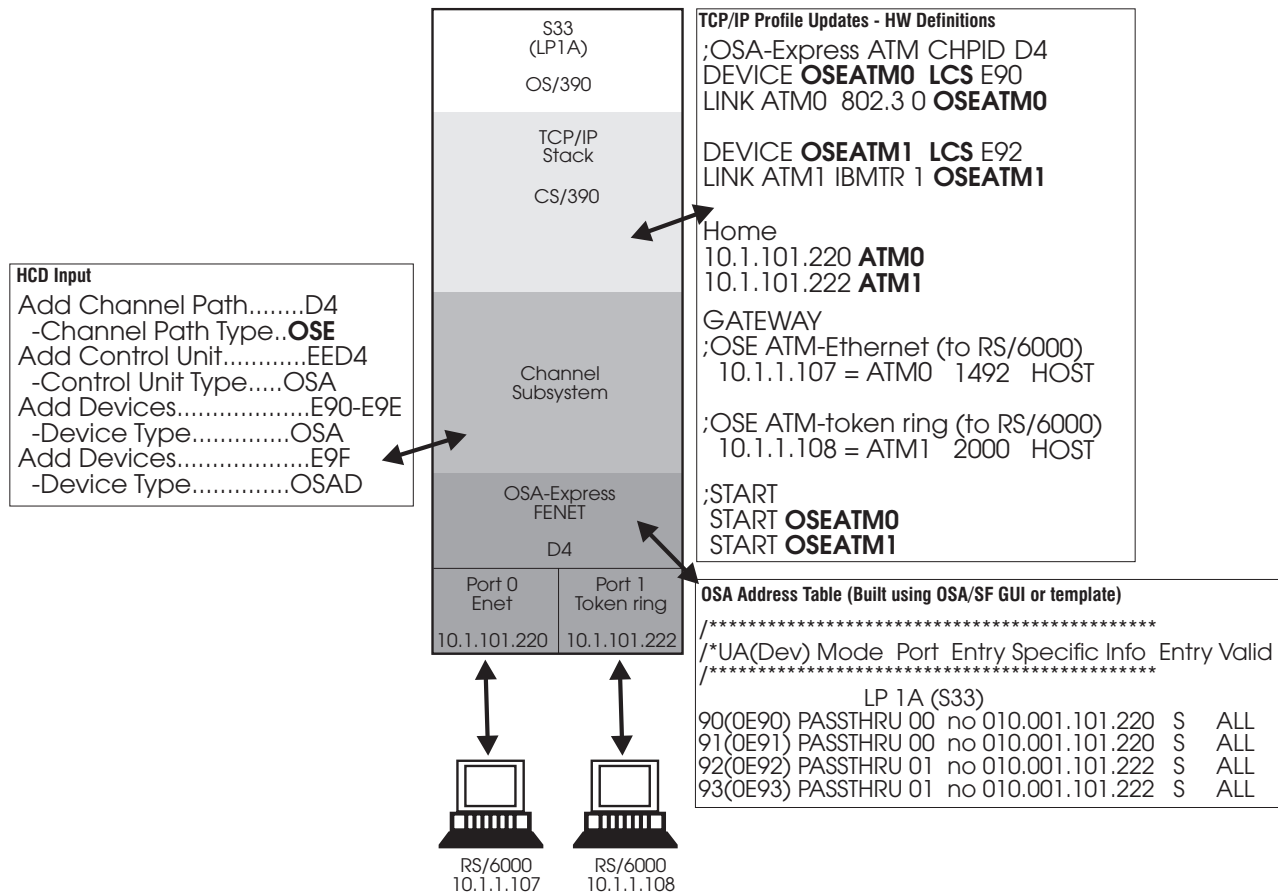 HCD Input
Add Channel Path........D4
-Channel Path Type..OSE
Add Control Unit............EED4
-Control Unit Type.....OSA
Add Devices...................E90-E9E
-Device Type..............OSA
Add Devices...................E9F
-Device Type..............OSAD
S33
(LP1A)
OS/390
TCP/IP
Stack
CS/390
Channel
Subsystem
OSA-Express
FENET
D4
Port 0
Enet
10.1.101.220
Port 1
Token ring
10.1.101.222
RS/6000
10.1.1.107
RS/6000
10.1.1.108
TCP/IP Profile Updates - HW Definitions
;OSA-Express ATM CHPID D4
DEVICE OSEATM0 LCS E90
LINK ATM0 802.3 0 OSEATM0
DEVICE OSEATM1 LCS E92
LINK ATM1 IBMTR 1 OSEATM1
Home
10.1.101.220 ATM0
10.1.101.222 ATM1
GATEWAY
;OSE ATM-Ethernet (to RS/6000)
10.1.1.107 = ATM0 1492 HOST
;OSE ATM-token ring (to RS/6000)
10.1.1.108 = ATM1 2000 HOST
;START
START OSEATM0
START OSEATM1
OSA Address Table (Built using OSA/SF GUI or template)
/**********************************************
/*UA(Dev) Mode Port Entry Specific Info Entry Valid
/**********************************************
LP 1A (S33)
90(0E90) PASSTHRU 00 no 010.001.101.220 S ALL
91(0E91) PASSTHRU 00 no 010.001.101.220 S ALL
92(0E92) PASSTHRU 01 no 010.001.101.222 S ALL
93(0E93) PASSTHRU 01 no 010.001.101.222 S ALL